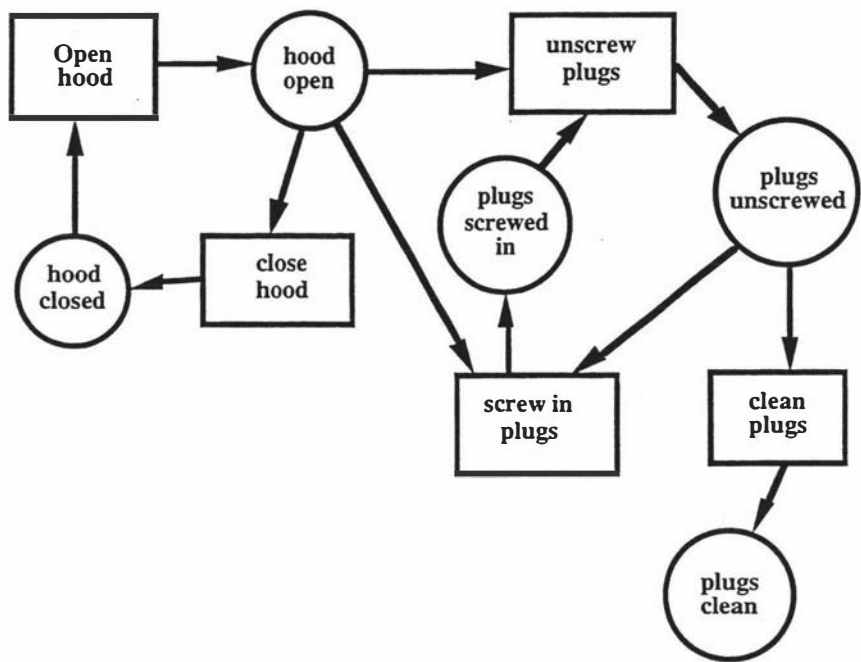 Open
hood
hood
open
unscrew
plugs
plugs
screwed
in
plugs
unscrewed
hood
closed
close
hood
screw in
plugs
clean
plugs
plugs
clean